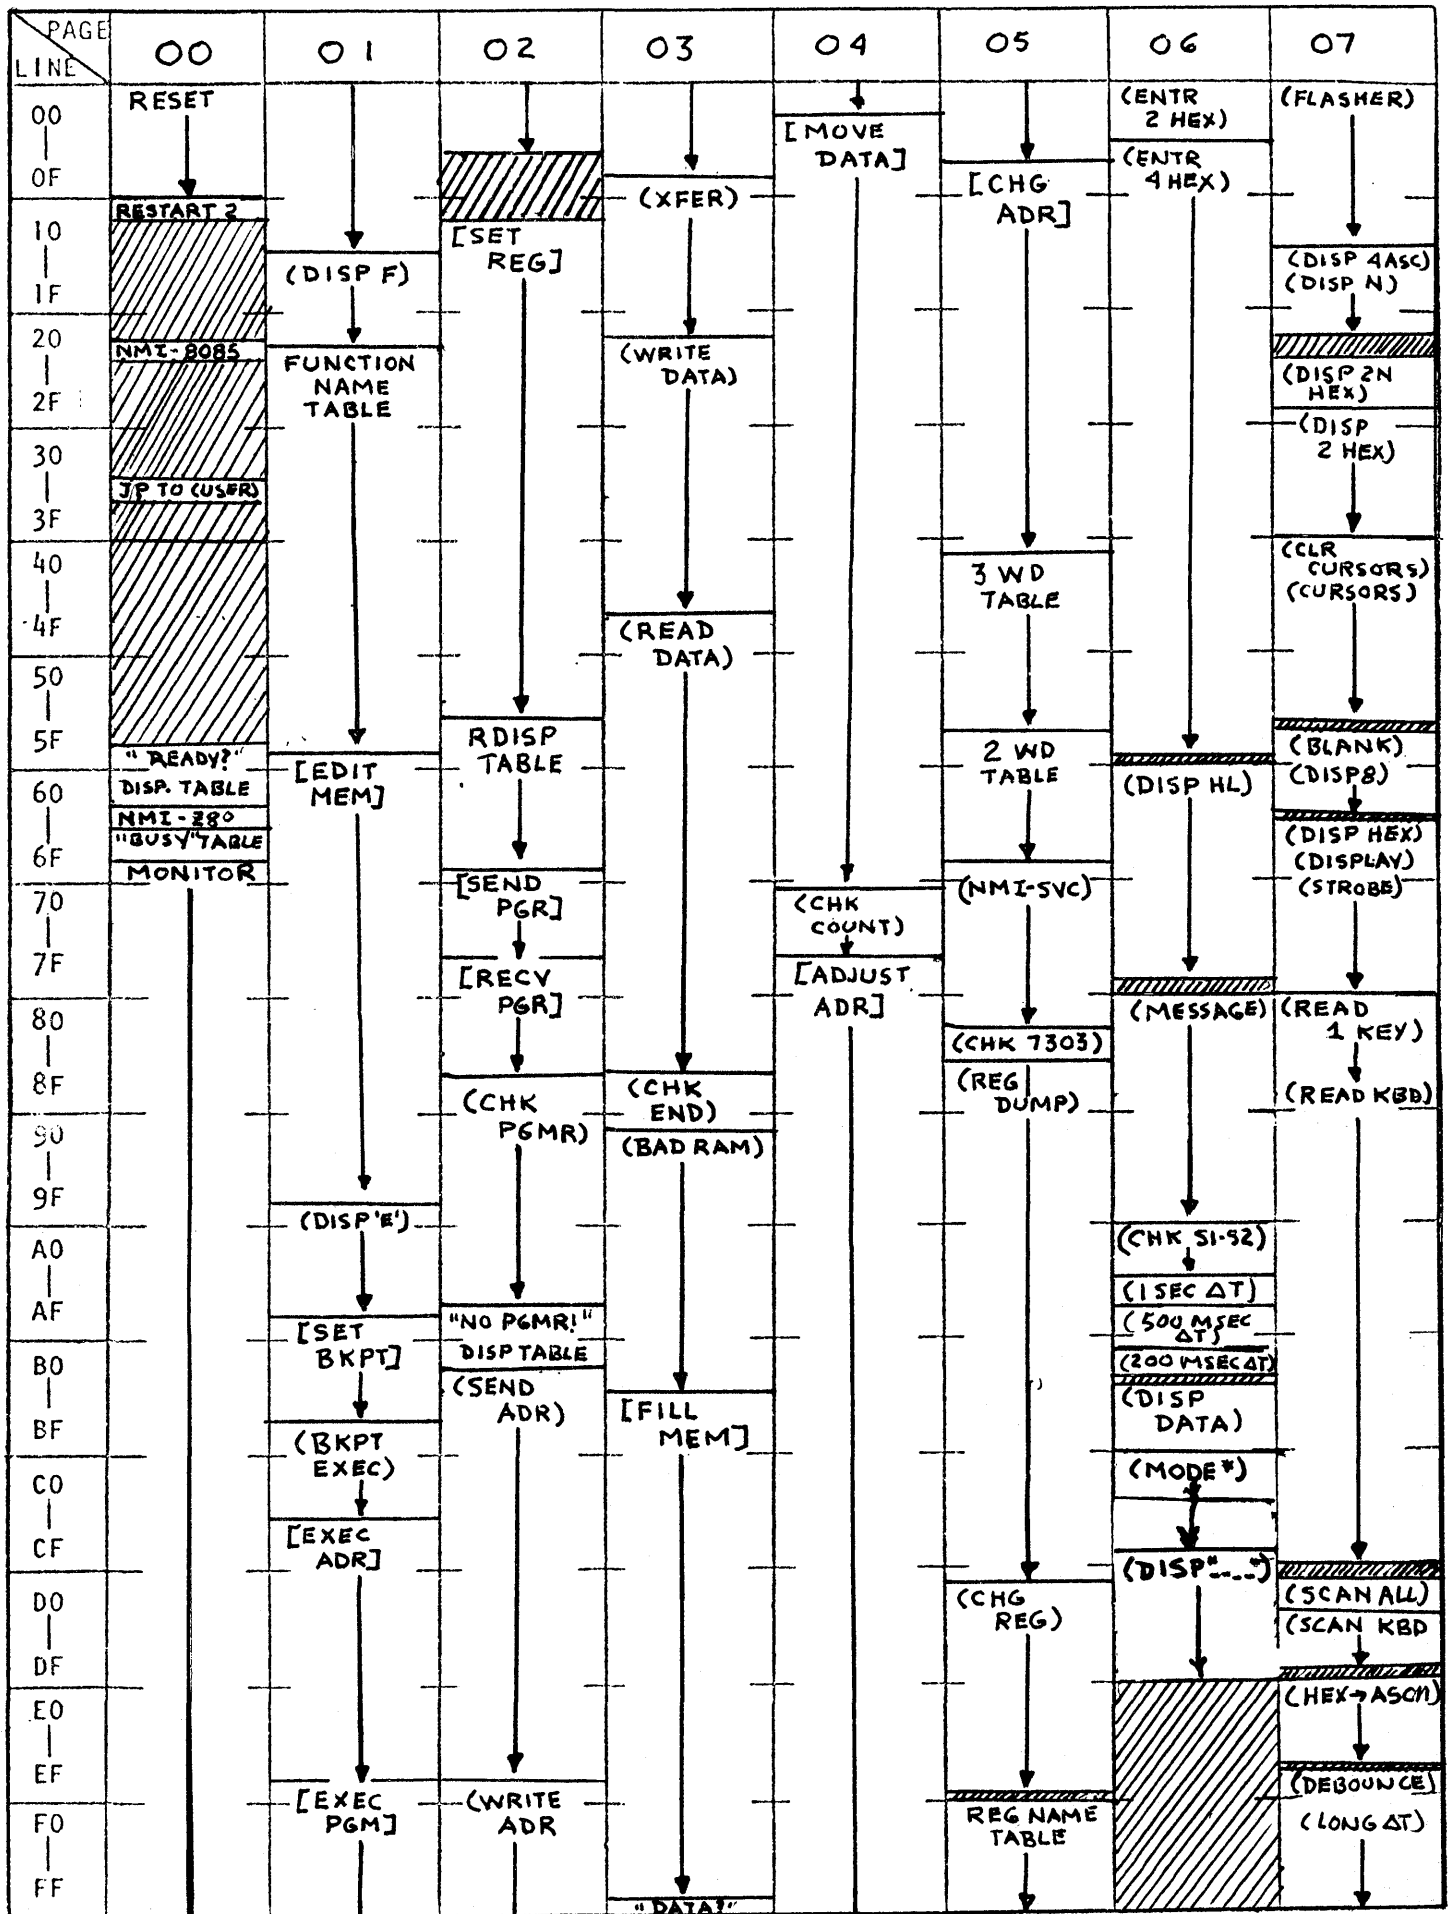 PAGE
LINE
00
01
02
03
04
05
06
07
00
0F
10
1F
20
2F
30
3F
40
4F
50
5F
60
6F
70
7F
80
8F
90
9F
A0
AF
B0
BF
C0
CF
D0
DF
E0
EF
F0
FF
RESET
RESTART 2
NMI-8085
JP TO (USER)
"READY?"
DISP. TABLE
NMI-Z80
"BUSY" TABLE
MONITOR
(DISP F)
FUNCTION
NAME
TABLE
[EDIT
MEM]
(DISP 'E')
[SET
BKPT]
(BKPT
EXEC)
[EXEC
ADR]
[EXEC
PGM]
[SET
REG]
RDISP
TABLE
[SEND
PGR]
[RECV
PGR]
(CHK
PGMR)
"NO PGMR!"
DISP TABLE
(SEND
ADR)
(WRITE
ADR
(XFER)
(WRITE
DATA)
(READ
DATA)
(CHK
END)
(BAD RAM)
[FILL
MEM]
"DATA?"
[MOVE
DATA]
(CHK
COUNT)
[ADJUST
ADR]
[CHG
ADR]
3 WD
TABLE
2 WD
TABLE
(NMI-SVC)
(CHK 7303)
(REG
DUMP)
(CHG
REG)
REG NAME
TABLE
(ENTR
2 HEX)
(ENTR
4 HEX)
(DISP HL)
(MESSAGE)
(CHK S1-S2)
(1 SEC ΔT)
(500 MSEC
ΔT)
(200 MSEC ΔT)
(DISP
DATA)
(MODE*)
(DISP"----")
(FLASHER)
(DISP 4ASC)
(DISP N)
(DISP 2N
HEX)
(DISP
2 HEX)
(CLR
CURSORS)
(CURSORS)
(BLANK)
(DISP8)
(DISP HEX)
(DISPLAY)
(STROBE)
(READ
1 KEY)
(READ KBD)
(SCAN ALL)
(SCAN KBD
(HEX→ASCII)
(DEBOUNCE)
(LONG ΔT)